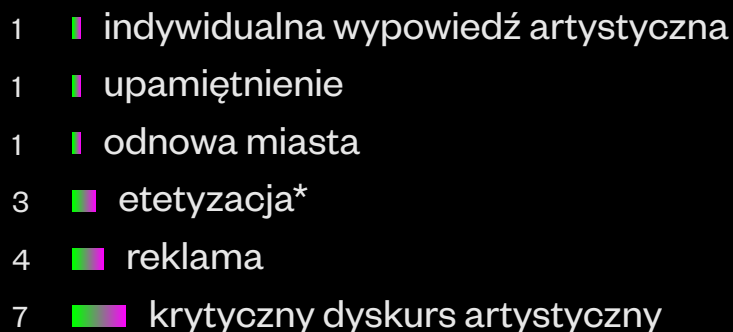 1 indywidualna wypowiedź artystyczna
1 upamiętnienie
1 odnowa miasta
3 etetyzacja*
4 reklama
7 krytyczny dyskurs artystyczny